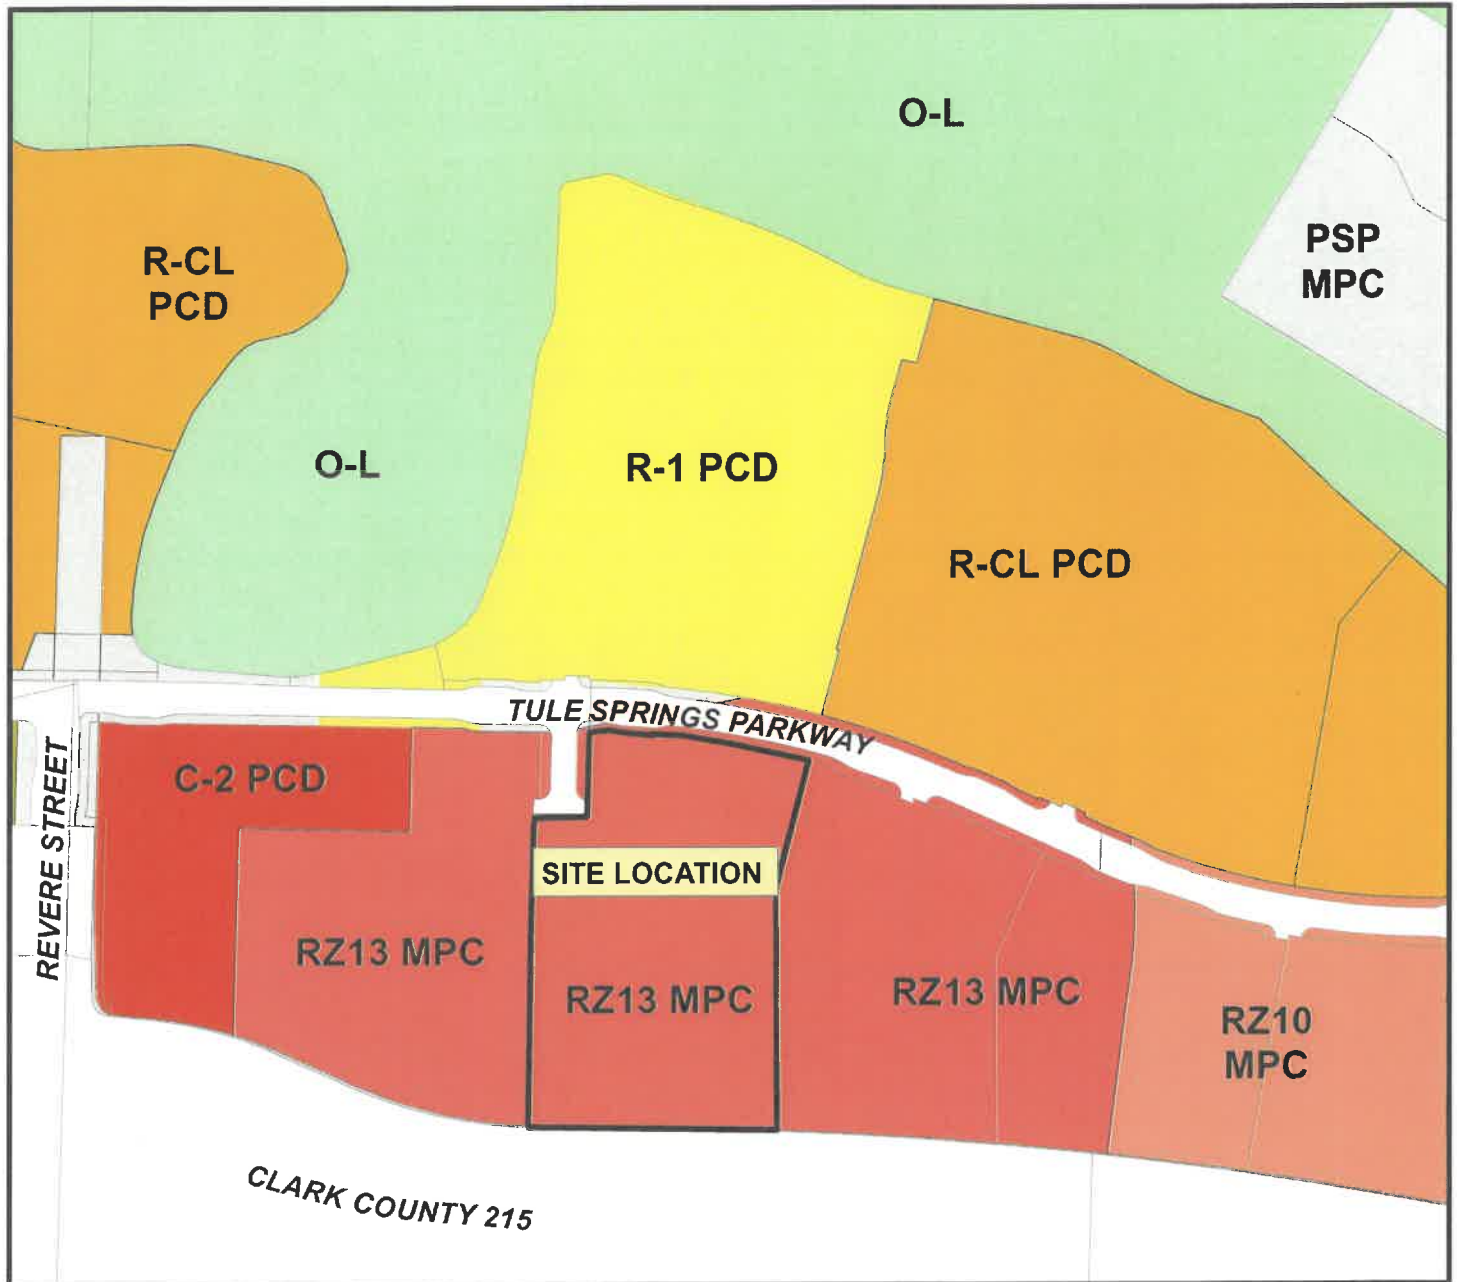 O-L
R-CL
PCD
PSP
MPC
O-L
R-1 PCD
R-CL PCD
TULE SPRINGS PARKWAY
REVERE STREET
C-2 PCD
SITE LOCATION
RZ13 MPC
RZ13 MPC
RZ13 MPC
RZ10
MPC
CLARK COUNTY 215